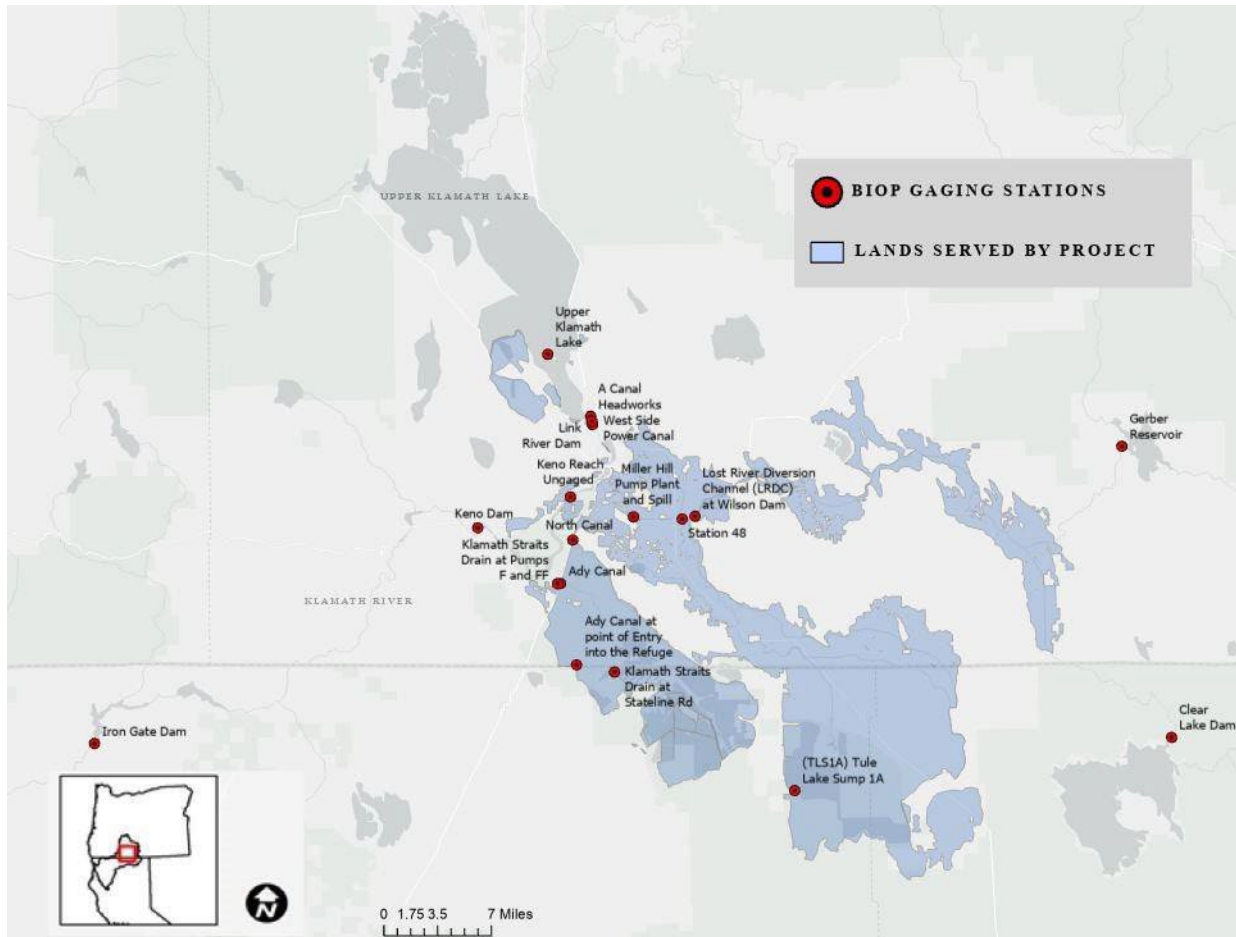 UPPER KLAMATH LAKE
BIOP GAGING STATIONS
LANDS SERVED BY PROJECT
Upper
Klamath
Lake
A Canal
Headworks
West Side
Power Canal
Link
River Dam
Gerber
Reservoir
Keno Reach
Ungaged
Miller Hill
Pump Plant
and Spill
Lost River Diversion
Channel (LRDC)
at Wilson Dam
Station 48
Keno Dam
North Canal
Klamath Straits
Drain at Pumps
F and FF
Ady Canal
KLAMATH RIVER
Ady Canal at
point of Entry
into the Refuge
Klamath Straits
Drain at
Stateline Rd
Iron Gate Dam
Clear
Lake Dam
(TLS1A) Tule
Lake Sump 1A
N
0 1.75 3.5 7 Miles